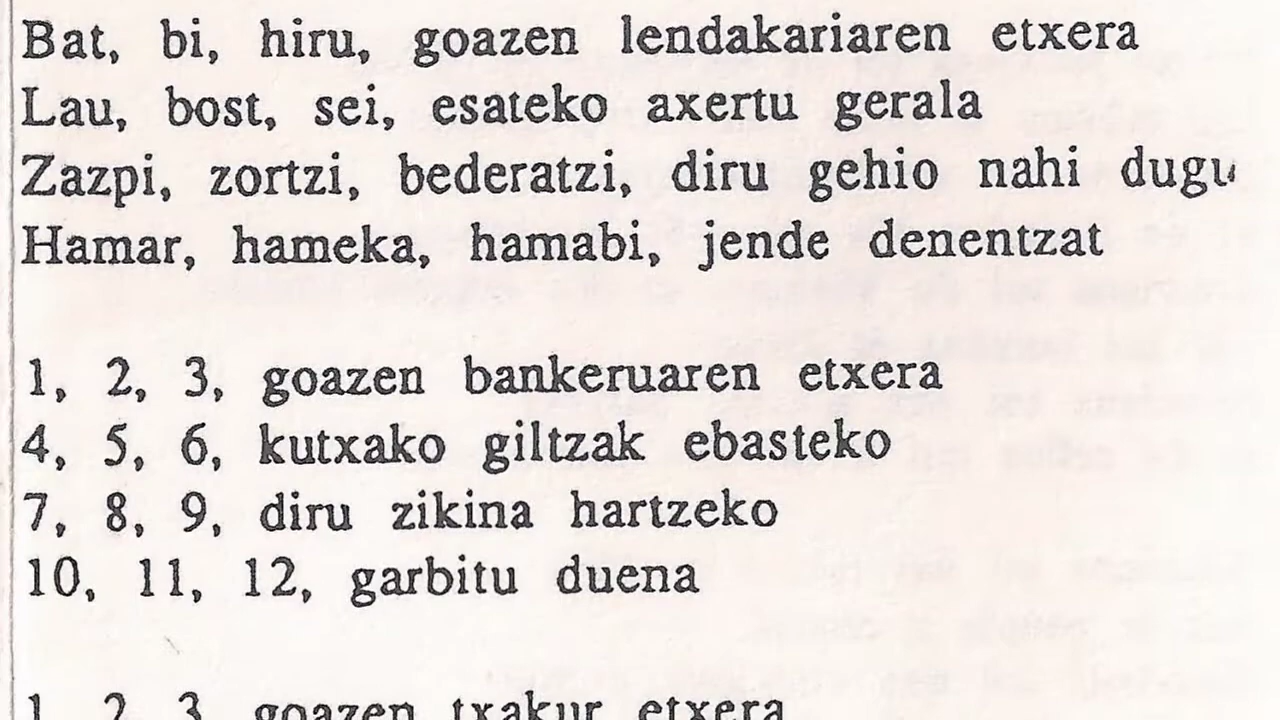 Bat, bi, hiru, goazen lendakariaren etxera
Lau, bost, sei, esateko axertu gerala
Zazpi, zortzi, bederatzi, diru gehio nahi dugu
Hamar, hameka, hamabi, jende denentzat
1, 2, 3, goazen bankeruaren etxera
4, 5, 6, kutxako giltzak ebasteko
7, 8, 9, diru zikina hartzeko
10, 11, 12, garbitu duena
1, 2, 3, goazen txakur etxera